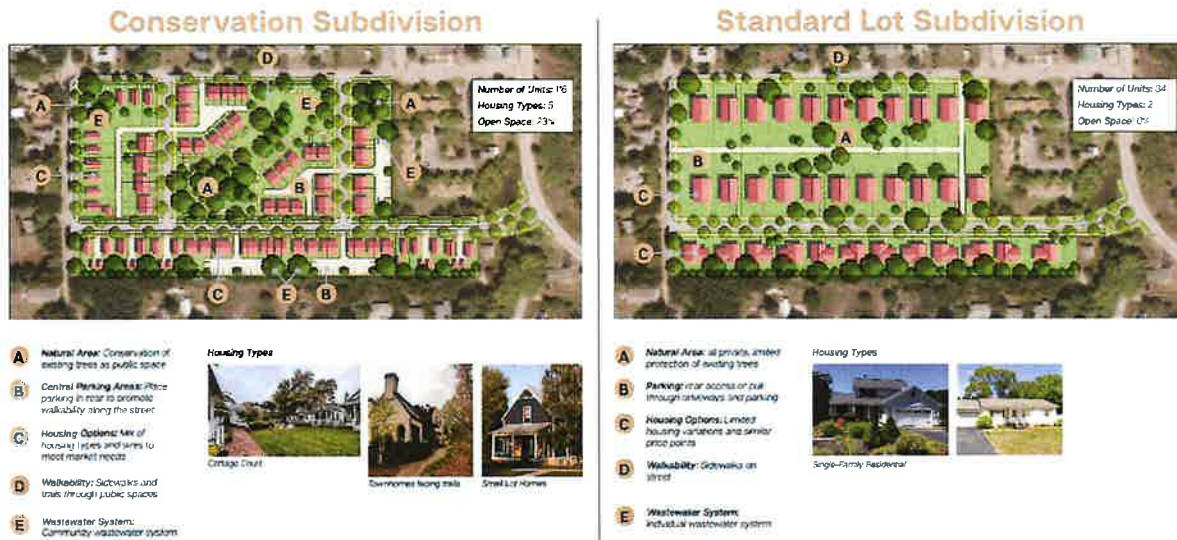 Conservation Subdivision
D
A
E
A
E
C
A
B
E
C
E
B
Number of Units:
Housing Types: 5
Open Space: 23%
A
Natural Area: Conservation of
existing trees as public space
B
Central Parking Areas: Place
parking in rear to promote
walkability along the street
C
Housing Options: Mix of
housing types and sizes to
meet market needs
D
Walkability: Sidewalks and
trails through public spaces
E
Wastewater System:
Community wastewater system
Housing Types
Cottage Court
Townhomes facing trails
Small Lot Homes
Standard Lot Subdivision
D
A
B
C
C
Number of Units: 34
Housing Types: 2
Open Space: 0%
A
Natural Area: all private, limited
protection of existing trees
B
Parking: rear access or pull
through driveways and parking
C
Housing Options: Limited
housing variations and similar
price points
D
Walkability: Sidewalks on
street
E
Wastewater System:
Individual wastewater system
Housing Types
Single-Family Residential